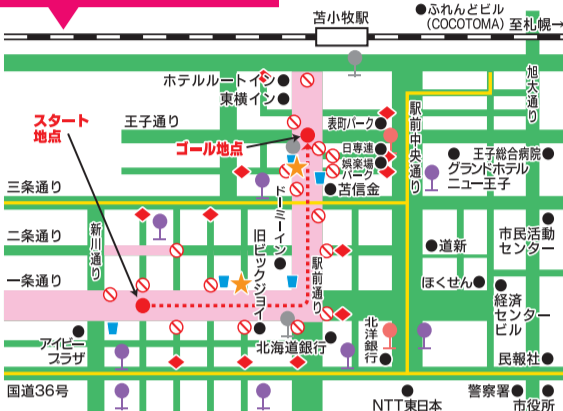 苫小牧駅
●ふれんどビル
(COCOTOMA)
至札幌→
ホテルルートイン
東横イン
旭大通り
スタート
地点
王子通り
ゴール地点
表町パーク
駅前中央通り
日専連
娯楽場
パーク
王子総合病院
グランドホテル
ニュー王子
三条通り
苫信金
ドーミーイン
新川通り
二条通り
旧ビックジョイ
道新
市民活動
センター
一条通り
駅前通り
ほくせん
経済
センター
ビル
アイビー
プラザ
北海道銀行
北洋銀行
民報社
国道36号
NTT東日本
警察署
市役所